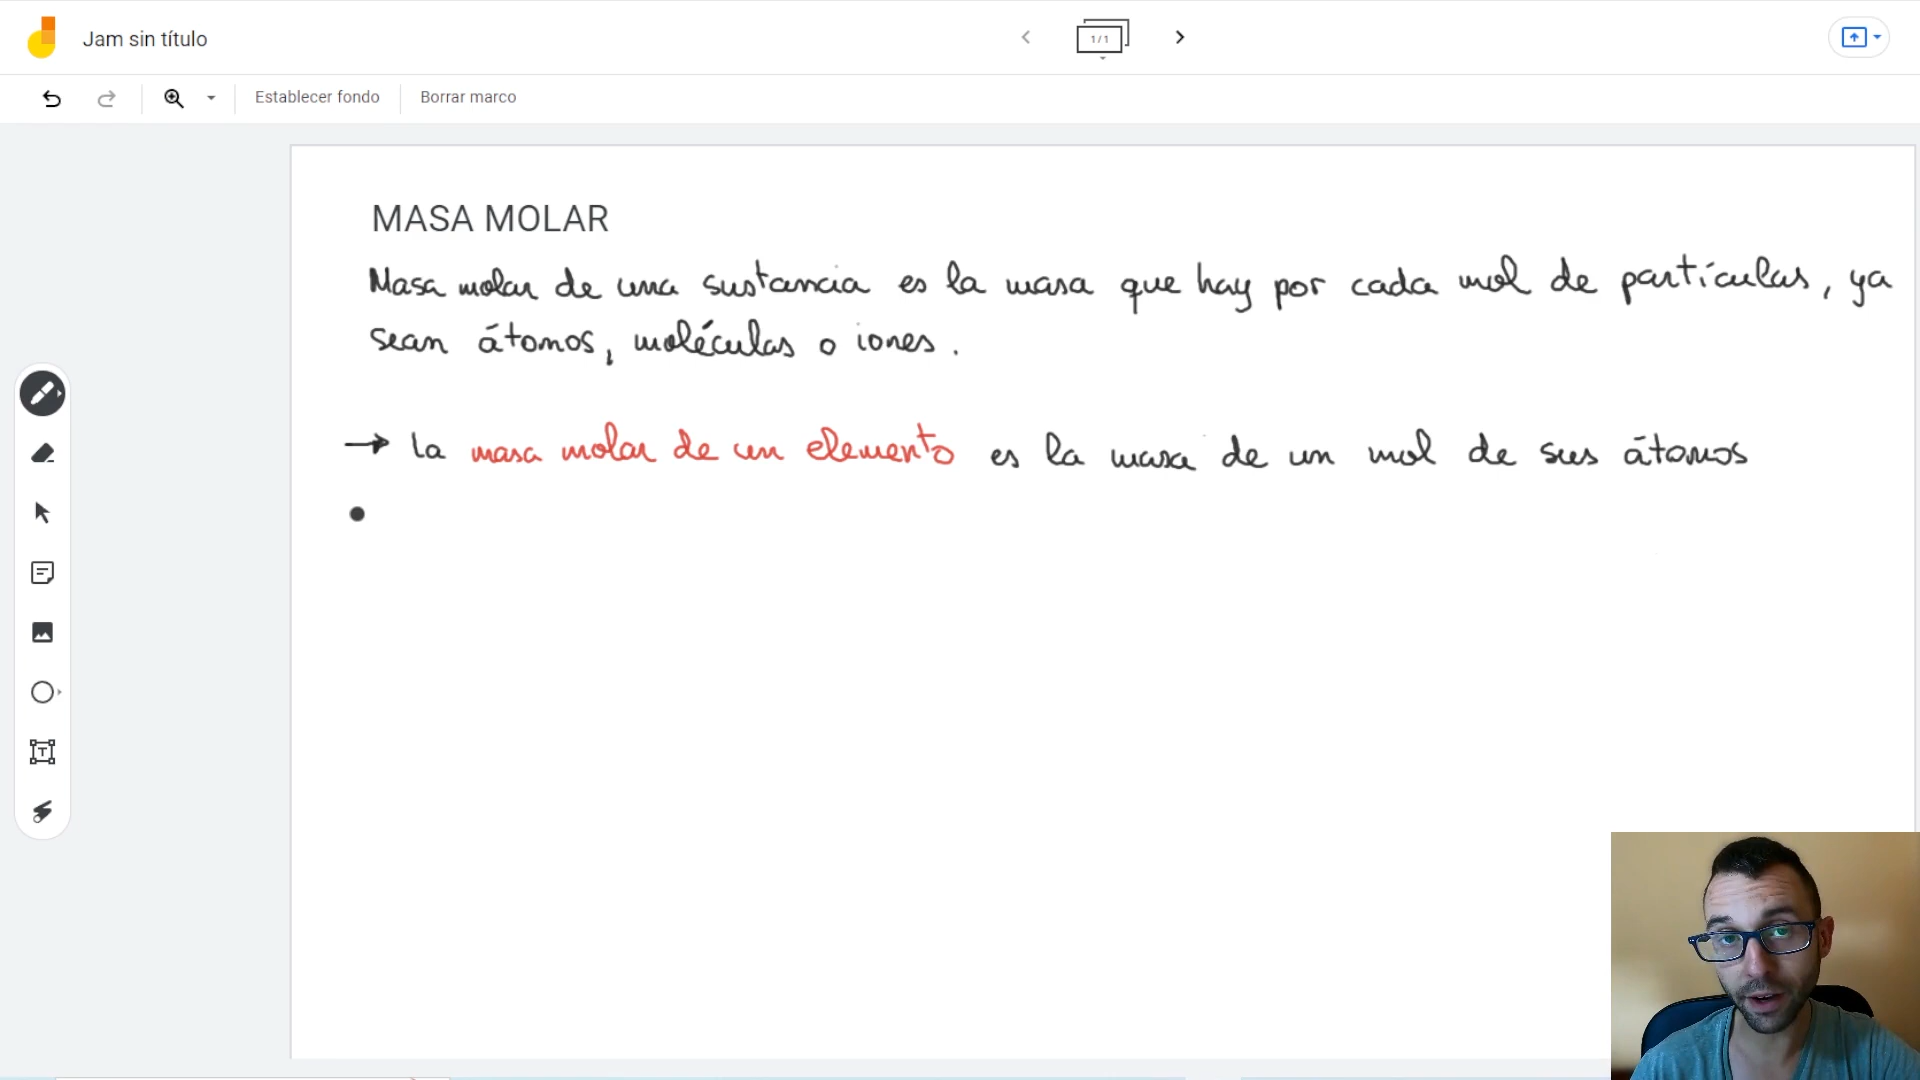 Jam sin título
1/1
Establecer fondo
Borrar marco
MASA MOLAR
Masa molar de una sustancia es la masa que hay por cada mol de partículas, ya
sean átomos, moléculas o iones.
→ La masa molar de un elemento es la masa de un mol de sus átomos